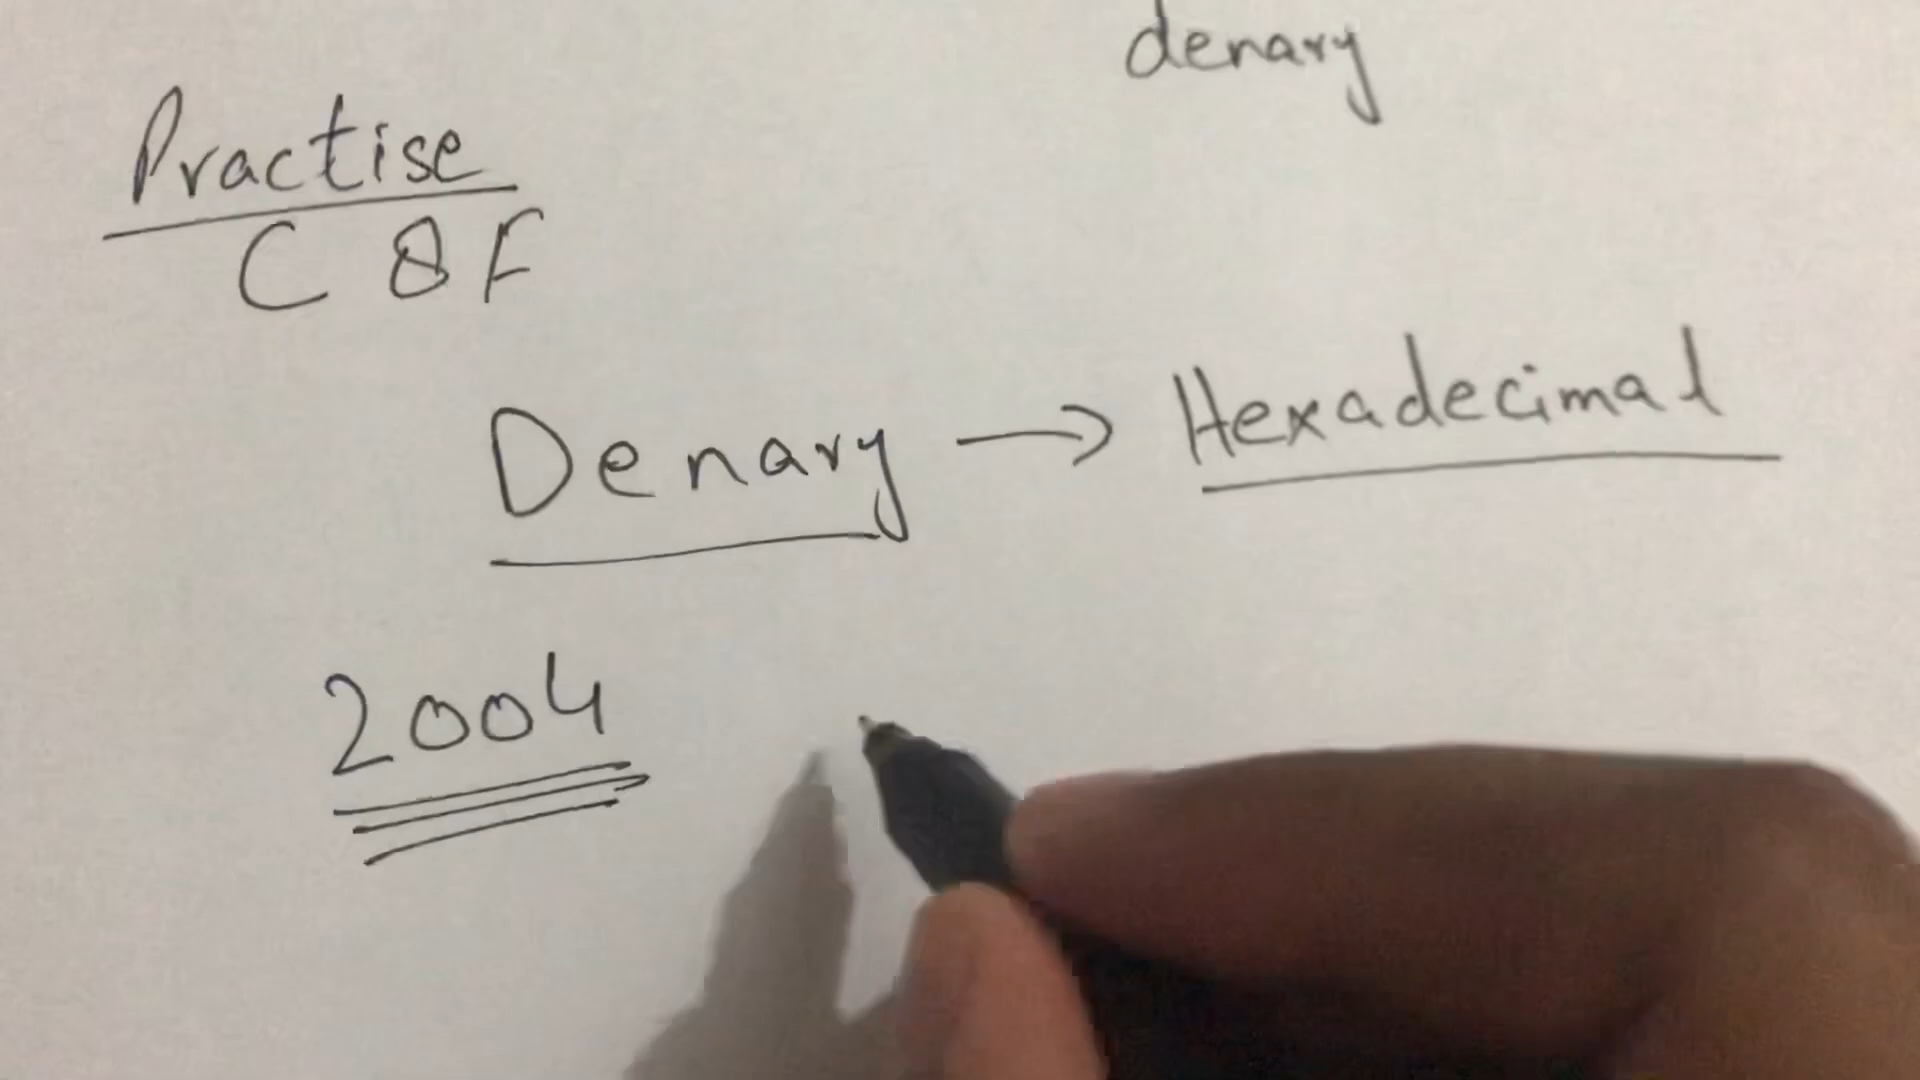 denary
Practise
C 8 F
Denary → Hexadecimal
2004